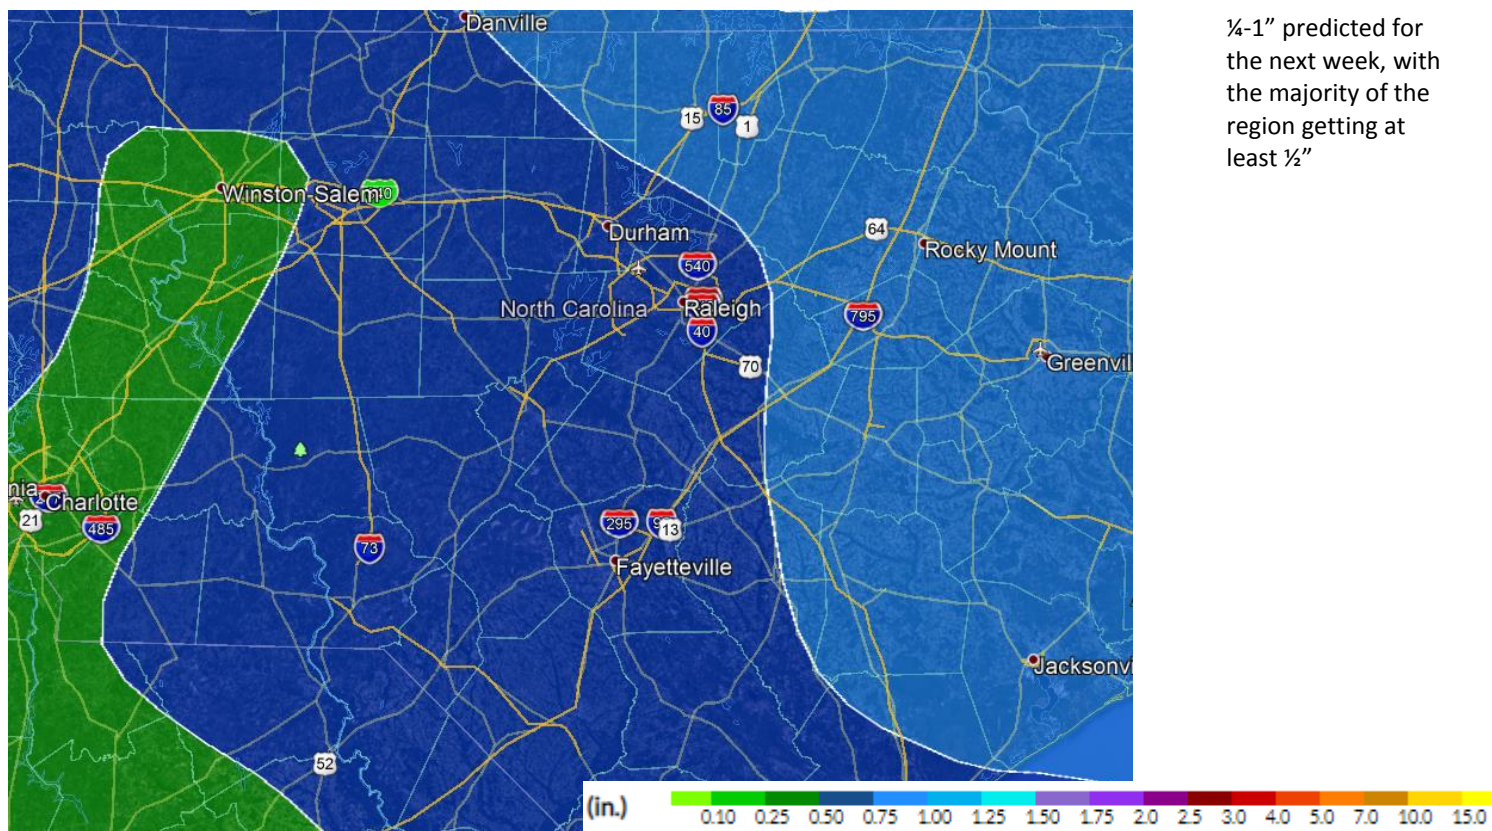 Danville
¼-1” predicted for
the next week, with
the majority of the
region getting at
least ½”
15
85
1
Winston-Salem
Durham
64
Rocky Mount
540
North Carolina
Raleigh
795
40
70
Greenvil
Charlotte
21
485
295
13
73
Fayetteville
Jacksonvi
52
(in.)
0.10 0.25 0.50 0.75 1.00 1.25 1.50 1.75 2.0 2.5 3.0 4.0 5.0 7.0 10.0 15.0